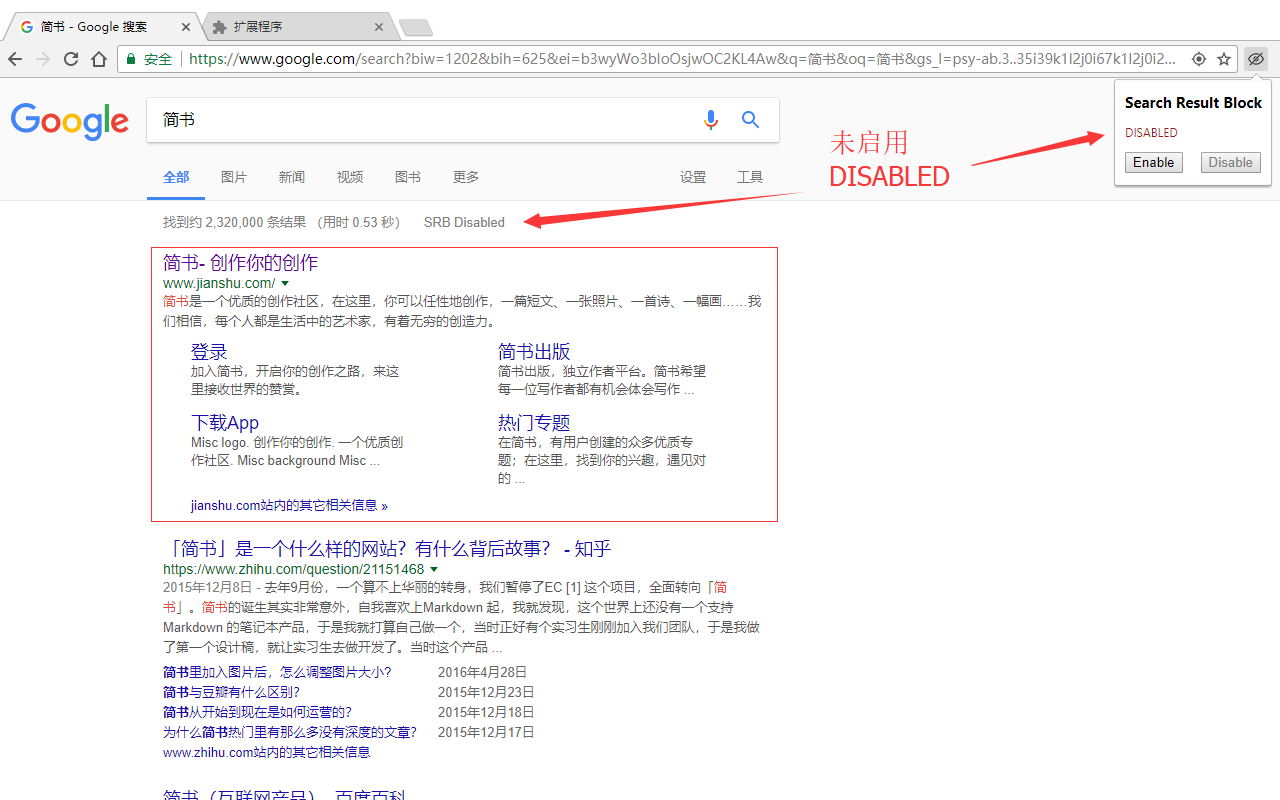 简书 - Google 搜索
扩展程序
安全 https://www.google.com/search?biw=1202&bih=625&ei=b3wyWo3bIoOsjwOC2KL4Aw&q=简书&oq=简书&gs_l=psy-ab.3..35i39k1l2j0i67k1l2j0i2...
Search Result Block
DISABLED
Enable Disable
Google
简书
未启用
DISABLED
全部 图片 新闻 视频 图书 更多 设置 工具
找到约 2,320,000 条结果 （用时 0.53 秒） SRB Disabled
简书- 创作你的创作
www.jianshu.com/
简书是一个优质的创作社区，在这里，你可以任性地创作，一篇短文、一张照片、一首诗、一幅画……我
们相信，每个人都是生活中的艺术家，有着无穷的创造力。
登录
加入简书，开启你的创作之路，来这
里接收世界的赞赏。
简书出版
简书出版，独立作者平台。简书希望
每一位写作者都有机会体会写作 ...
下载App
Misc logo. 创作你的创作. 一个优质创
作社区. Misc background Misc ...
热门专题
在简书，有用户创建的众多优质专
题；在这里，找到你的兴趣，遇见对
的 ...
jianshu.com站内的其它相关信息 »
「简书」是一个什么样的网站？有什么背后故事？ - 知乎
https://www.zhihu.com/question/21151468
2015年12月8日 - 去年9月份，一个算不上华丽的转身，我们暂停了EC [1] 这个项目，全面转向「简
书」。简书的诞生其实非常意外，自我喜欢上Markdown 起，我就发现，这个世界上还没有一个支持
Markdown 的笔记本产品，于是我就打算自己做一个，当时正好有个实习生刚刚加入我们团队，于是我做
了第一个设计稿，就让实习生去做开发了。当时这个产品 ...
简书里加入图片后，怎么调整图片大小？ 2016年4月28日
简书与豆瓣有什么区别？ 2015年12月23日
简书从开始到现在是如何运营的？ 2015年12月18日
为什么简书热门里有那么多没有深度的文章？ 2015年12月17日
www.zhihu.com站内的其它相关信息
简书（互联网产品）_百度百科